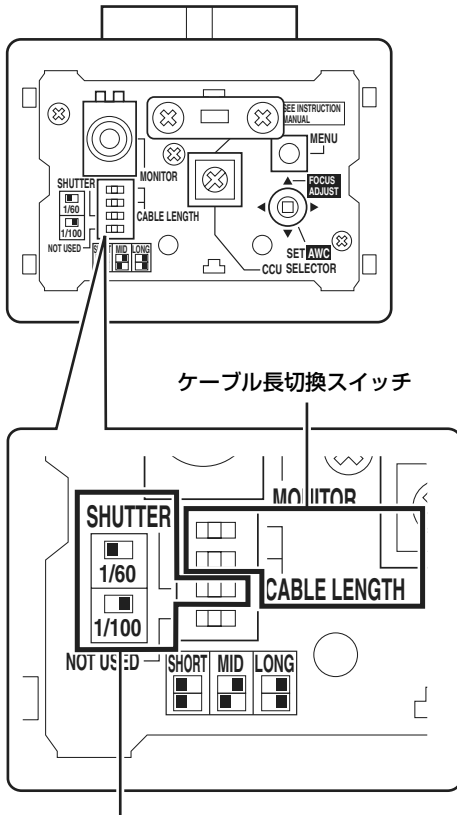 SEE INSTRUCTION
MANUAL
MENU
MONITOR
FOCUS
ADJUST
SHUTTER
1/60
1/100
CABLE LENGTH
NOT USED
MID LONG
SET AWC
CCU SELECTOR
ケーブル長切換スイッチ
MONITOR
SHUTTER
1/60
1/100
CABLE LENGTH
NOT USED
SHORT MID LONG